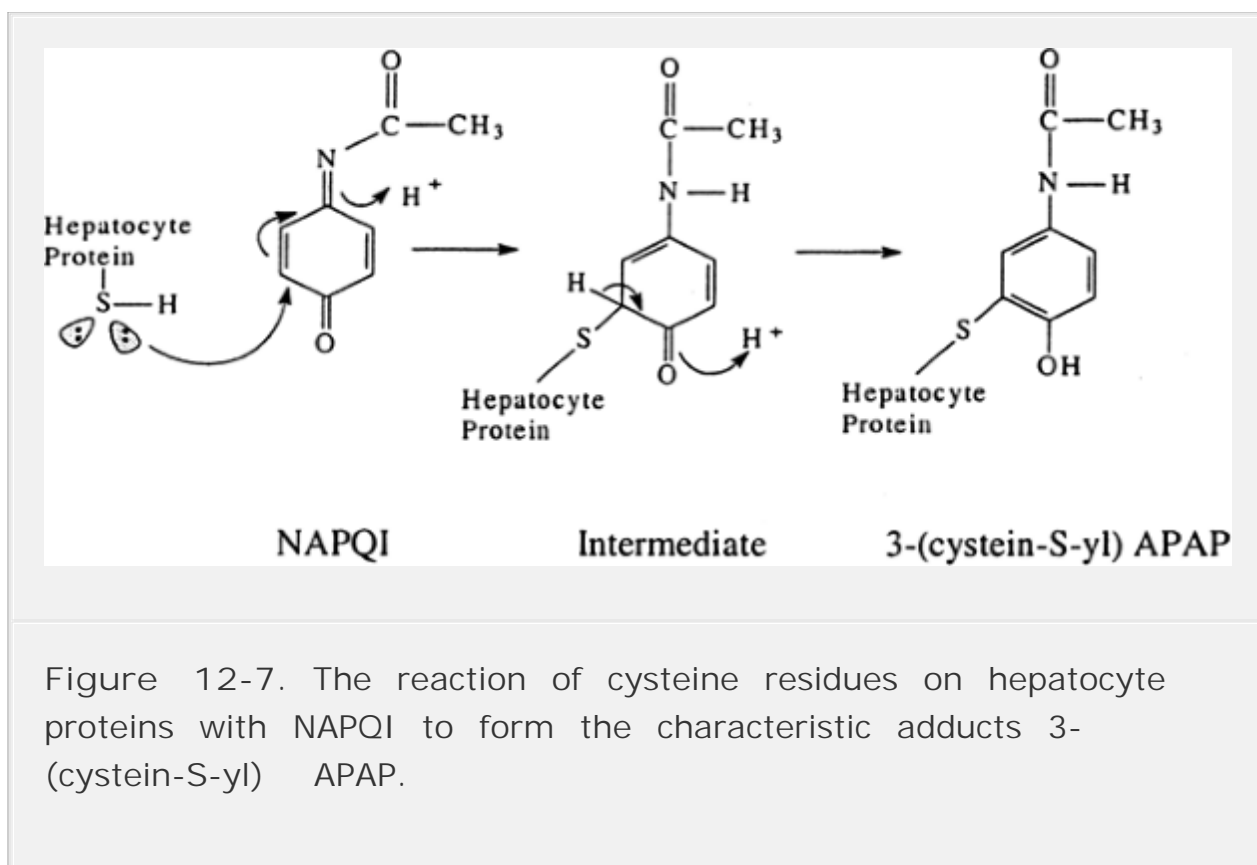 O
C—CH₃
N
H⁺
Hepatocyte
Protein
S—H
O
O
C—CH₃
N—H
H
S
O
H⁺
Hepatocyte
Protein
O
C—CH₃
N—H
S
OH
Hepatocyte
Protein
NAPQI Intermediate 3-(cystein-S-yl) APAP
Figure 12-7. The reaction of cysteine residues on hepatocyte
proteins with NAPQI to form the characteristic adducts 3-
(cystein-S-yl) APAP.